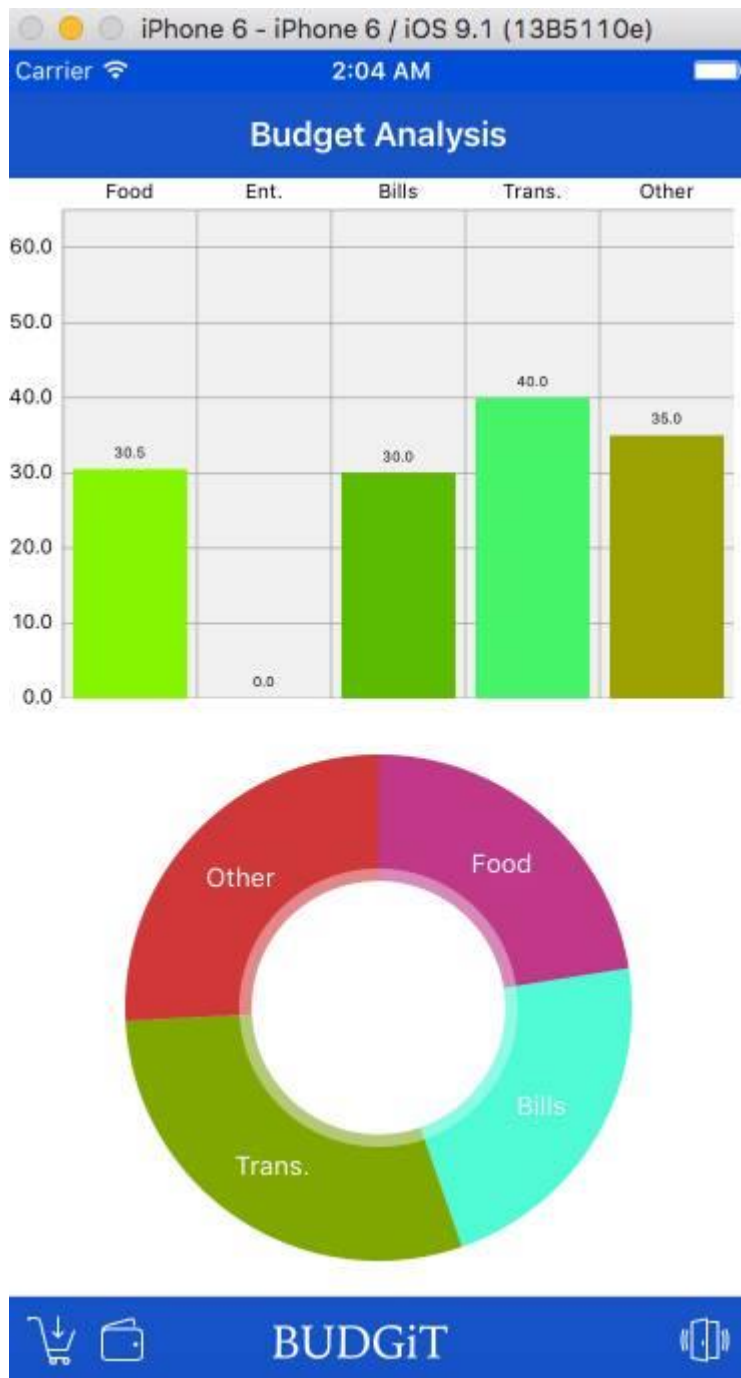 iPhone 6 - iPhone 6 / iOS 9.1 (13B5110e)
Carrier 2:04 AM
Budget Analysis
Food Ent. Bills Trans. Other
60.0
50.0
40.0
40.0
35.0
30.5
30.0
30.0
20.0
10.0
0.0
0.0
Food
Other
Bills
Trans.
BUDGiT